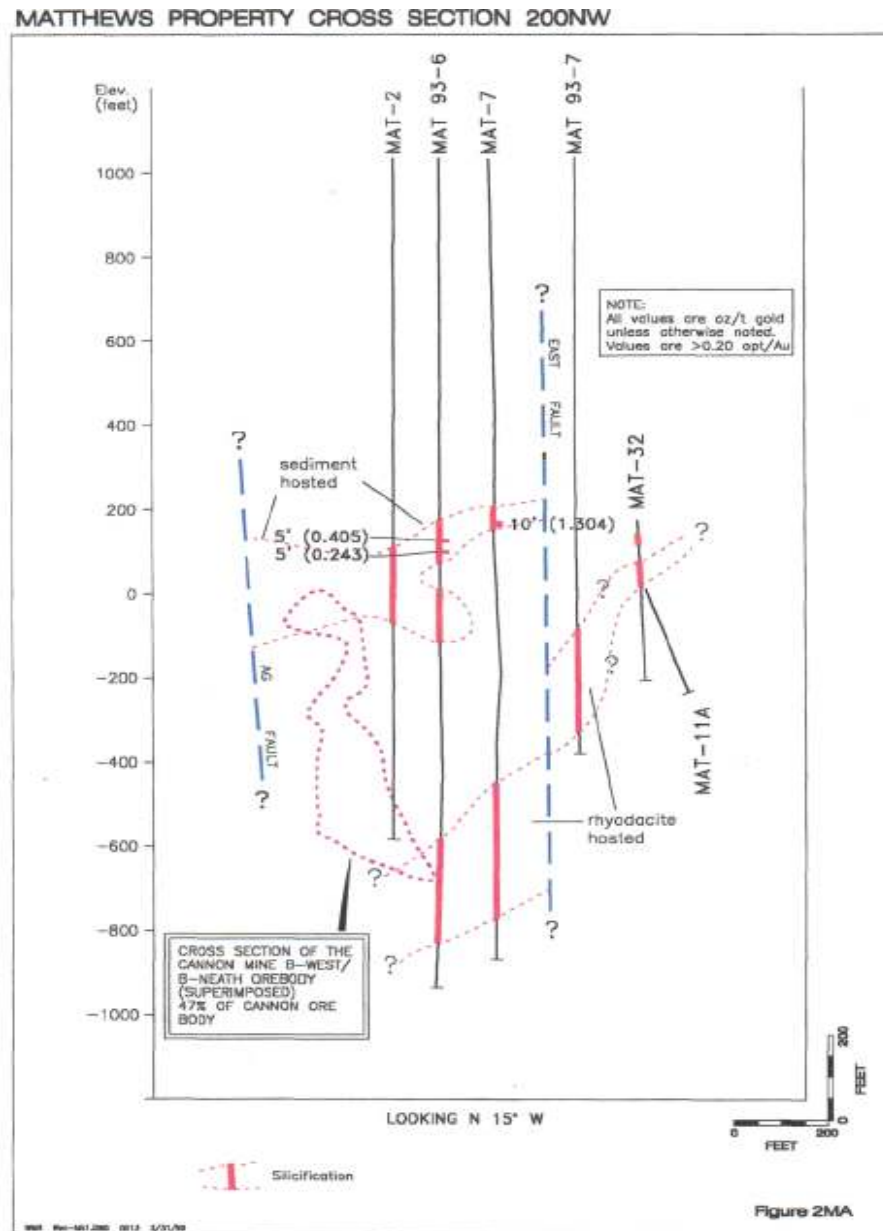 MATTHEWS PROPERTY CROSS SECTION 200NW
Elev.
(feet)
MAT-2
MAT 93-6
MAT-7
MAT 93-7
1000
800
600
400
200
0
-200
-400
-600
-800
-1000
?
EAST FAULT
NOTE:
All values are oz/t gold
unless otherwise noted.
Values are >0.20 opt/Au
?
sediment
hosted
MAT-32
5' (0.405)
5' (0.243)
10' (1.304)
?
?
?
AG FAULT
?
MAT-11A
rhyodacite
hosted
?
?
?
CROSS SECTION OF THE
CANNON MINE B-WEST/
B-NEATH OREBODY
(SUPERIMPOSED)
47% OF CANNON ORE
BODY
LOOKING N 15° W
200
0
FEET
0 200
FEET
Silicification
Figure 2MA